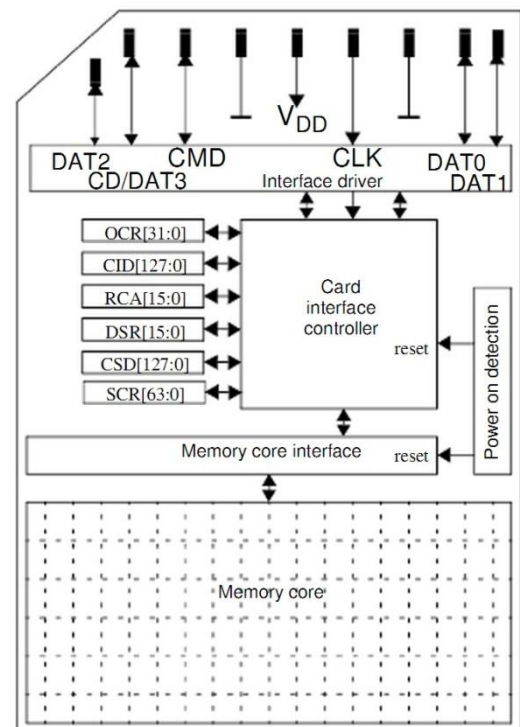 V_DD
DAT2 CMD CLK DAT0
CD/DAT3 Interface driver DAT1
OCR[31:0]
CID[127:0]
RCA[15:0]
DSR[15:0]
CSD[127:0]
SCR[63:0]
Card
interface
controller
reset
Power on detection
Memory core interface reset
Memory core